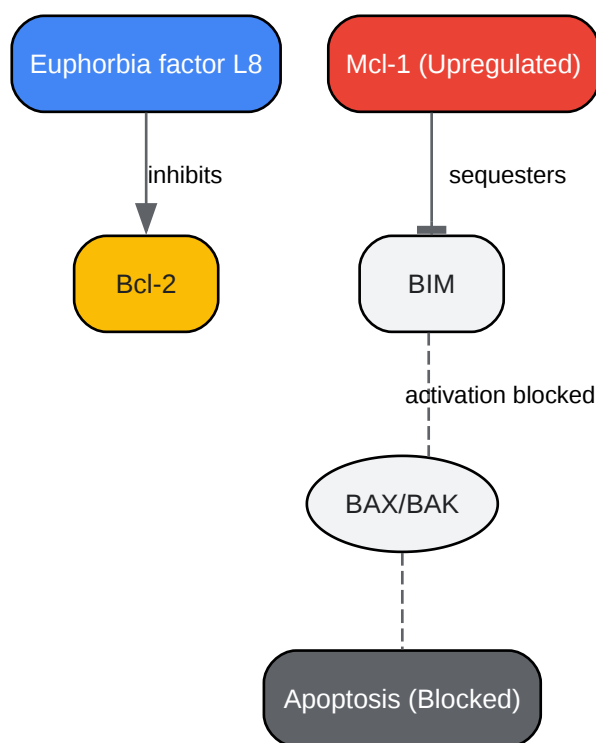 Euphorbia factor L8
Mcl-1 (Upregulated)
inhibits
sequesters
Bcl-2
BIM
activation blocked
BAX/BAK
Apoptosis (Blocked)